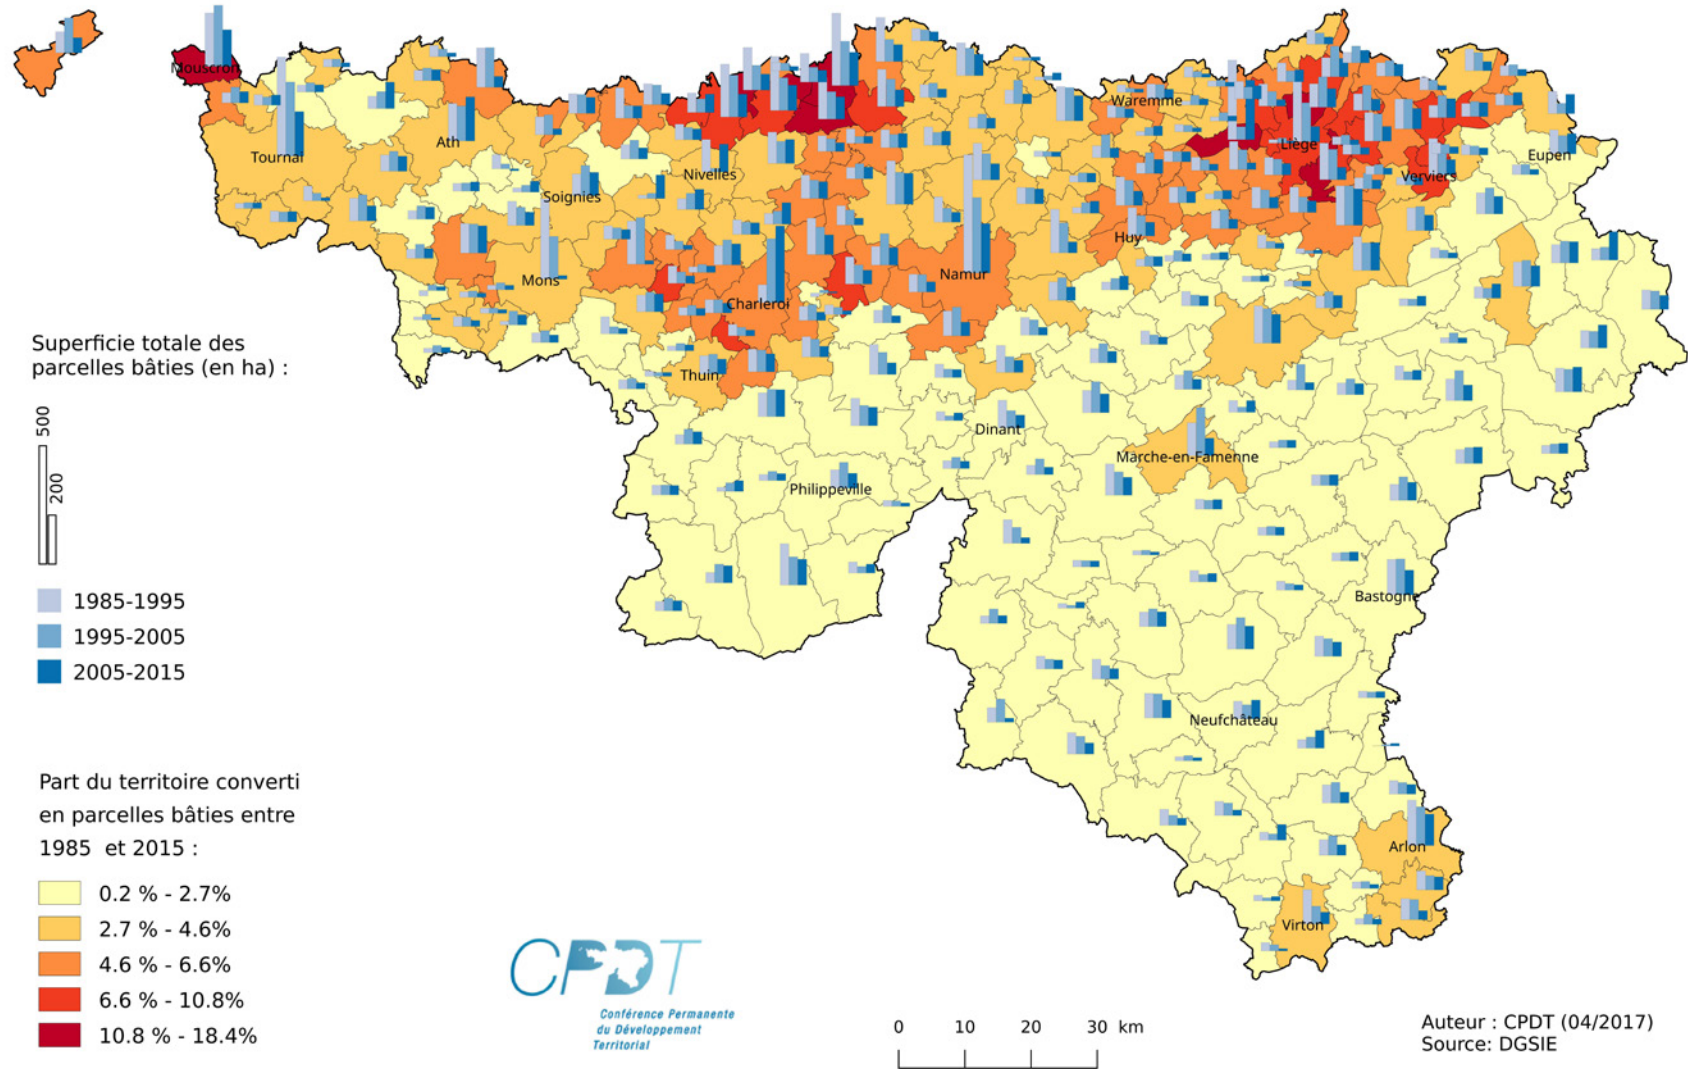 Mouscron
Tournai
Ath
Soignies
Nivelles
Waremme
Liège
Eupen
Verviers
Huy
Mons
Charleroi
Namur
Thuin
Dinant
Marche-en-Famenne
Philippeville
Bastogne
Neufchâteau
Arlon
Virton
Superficie totale des
parcelles bâties (en ha) :
500
200
1985-1995
1995-2005
2005-2015
Part du territoire converti
en parcelles bâties entre
1985 et 2015 :
0.2 % - 2.7%
2.7 % - 4.6%
4.6 % - 6.6%
6.6 % - 10.8%
10.8 % - 18.4%
CPDT
Conférence Permanente
du Développement
Territorial
0 10 20 30 km
Auteur : CPDT (04/2017)
Source: DGSIE